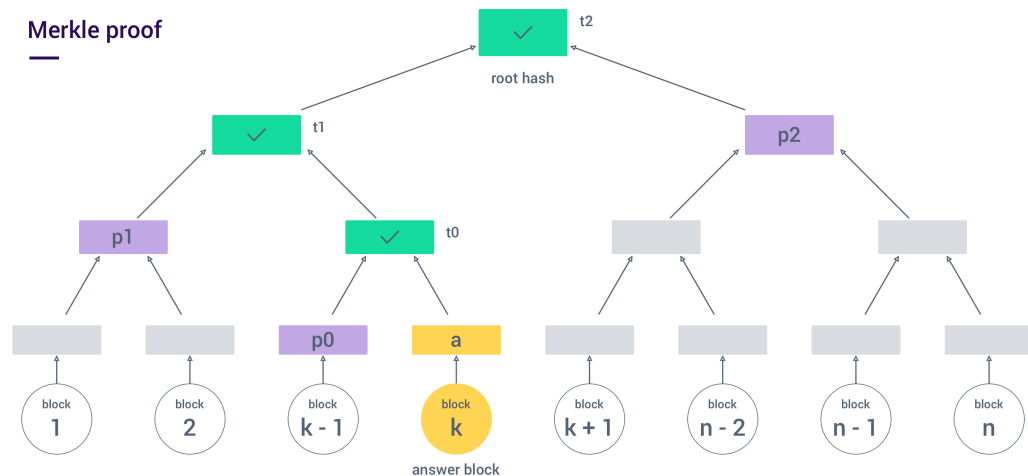 Merkle proof
t2
root hash
t1
p2
p1
t0
p0
a
block
1
block
2
block
k - 1
block
k
block
k + 1
block
n - 2
block
n - 1
block
n
answer block